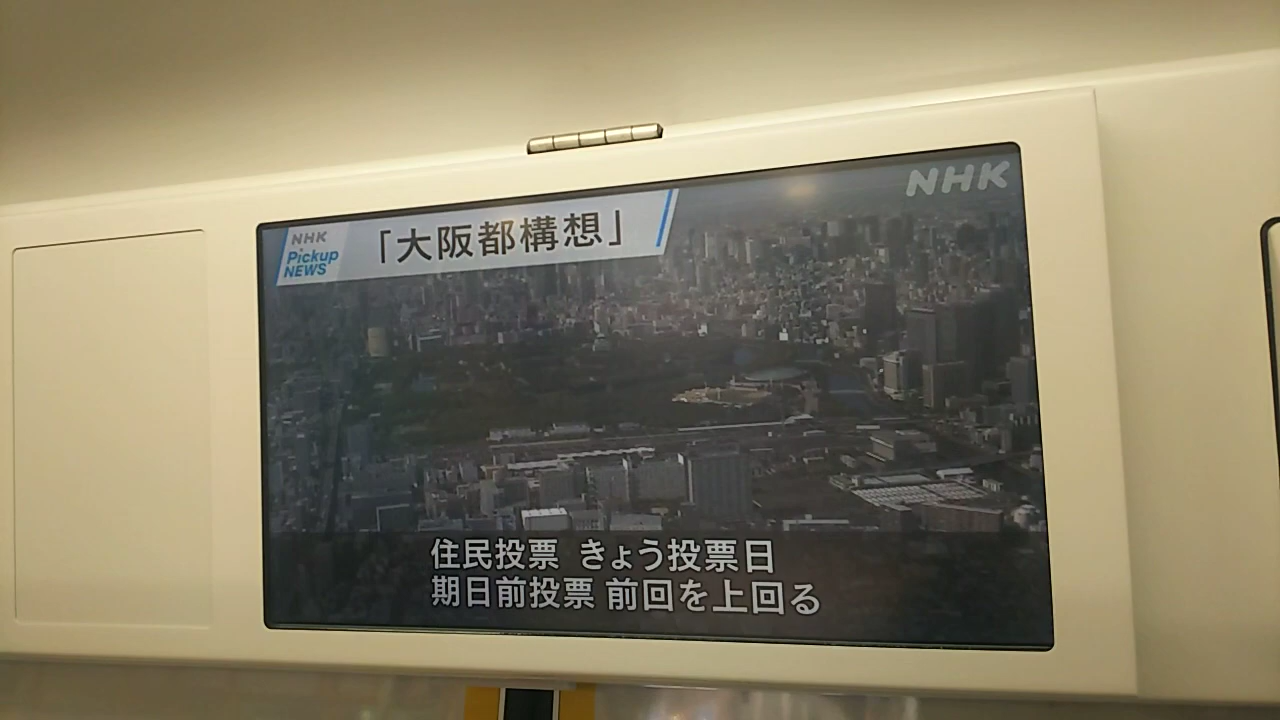 NHK
NHK
Pickup
NEWS
「大阪都構想」
住民投票 きょう投票日
期日前投票 前回を上回る